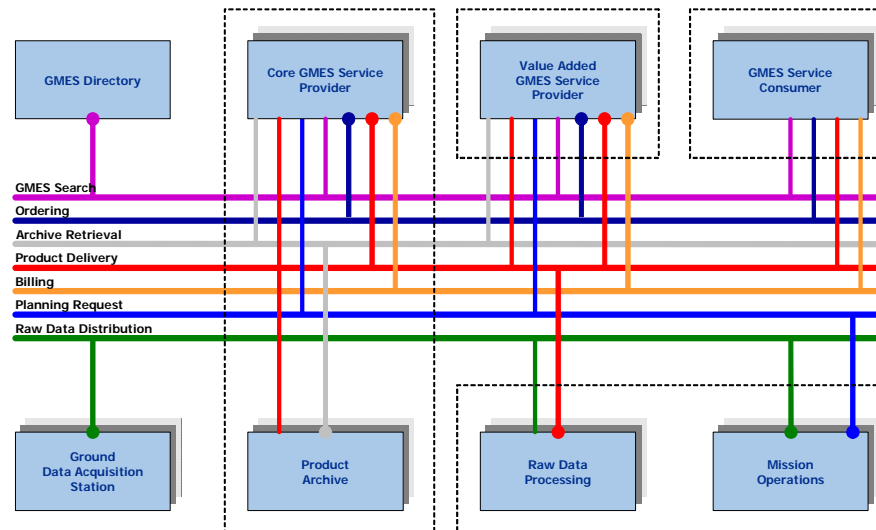 GMES Directory
Core GMES Service
Provider
Value Added
GMES Service
Provider
GMES Service
Consumer
GMES Search
Ordering
Archive Retrieval
Product Delivery
Billing
Planning Request
Raw Data Distribution
Ground
Data Acquisition
Station
Product
Archive
Raw Data
Processing
Mission
Operations